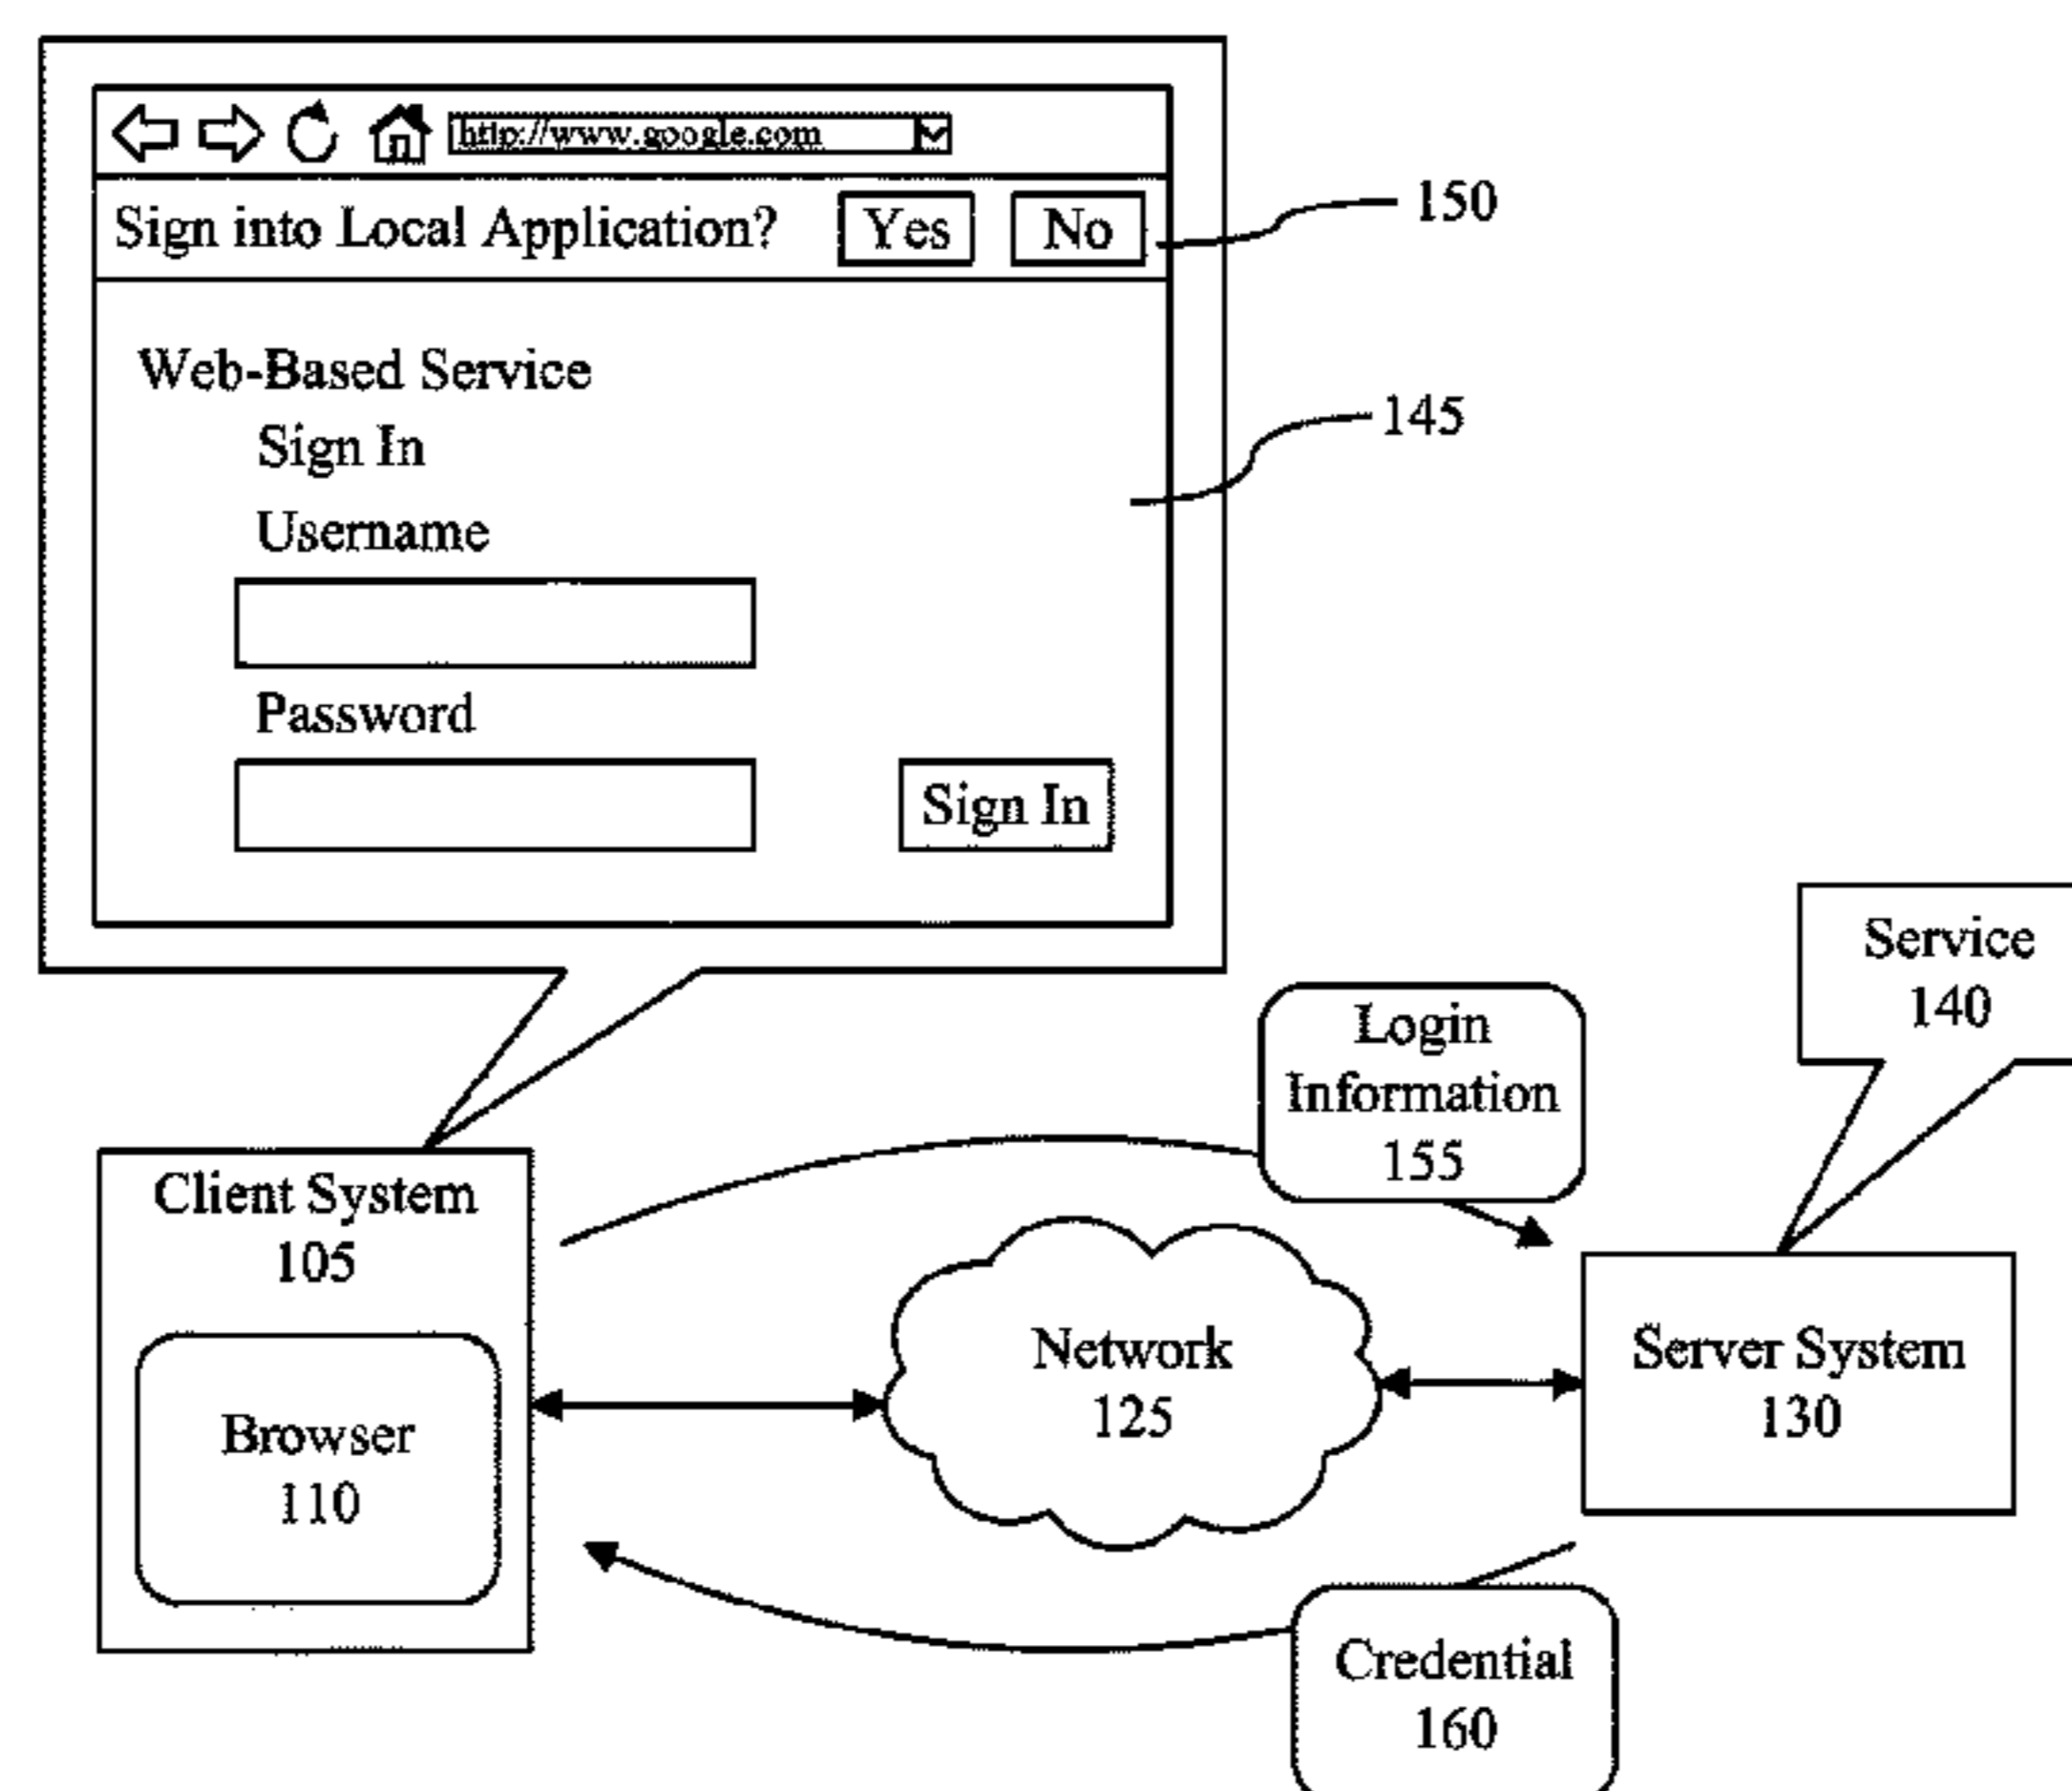 http://www.google.com
Sign into Local Application? Yes No
150
Web-Based Service
145
Sign In
Username
Password
Sign In
Service
140
Login
Information
155
Client System
105
Browser
110
Network
125
Server System
130
Credential
160